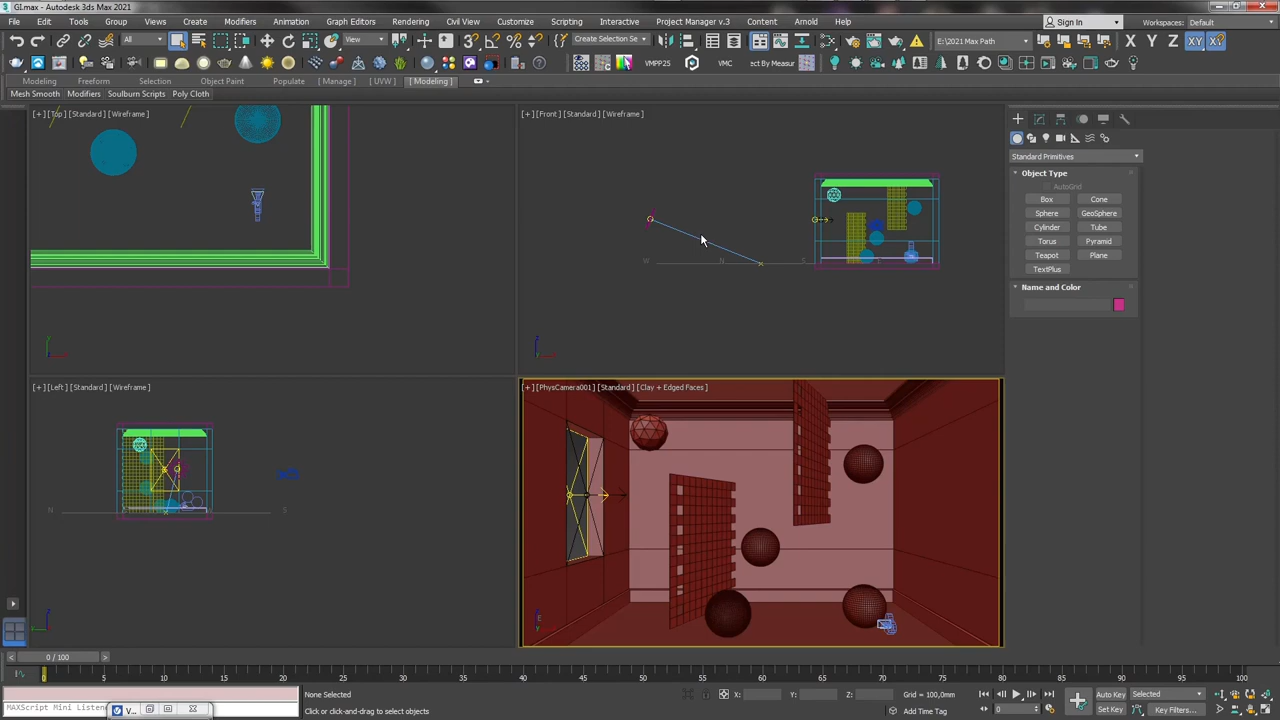 GI.max - Autodesk 3ds Max 2021
File Edit Tools Group Views Create Modifiers Animation Graph Editors Rendering Civil View Customize Scripting Interactive Project Manager v.3 Content Arnold Help Sign In Workspaces: Default
All View Create Selection Se E:\2021 Max Path X Y Z XY XY
VMPP25 VMC ect By Measur
Modeling Freeform Selection Object Paint Populate [ Manage ] [ UVW ] [ Modeling ]
Mesh Smooth Modifiers Soulburn Scripts Poly Cloth
[+] [Top] [Standard] [Wireframe]
[+] [Front] [Standard] [Wireframe]
Standard Primitives
Object Type
AutoGrid
Box Cone
Sphere GeoSphere
Cylinder Tube
Torus Pyramid
Teapot Plane
TextPlus
Name and Color
W N S E
y
z
[+] [Left] [Standard] [Wireframe]
[+] [PhysCamera001] [Standard] [Clay + Edged Faces]
N S
z
E
0 / 100
0 5 10 15 20 25 30 35 40 45 50 55 60 65 70 75 80 85 90 95 100
None Selected X: Y: Z: Grid = 100,0mm Auto Key Selected
MAXScript Mini Listene V... Click or click-and-drag to select objects Add Time Tag 0 Set Key Key Filters...